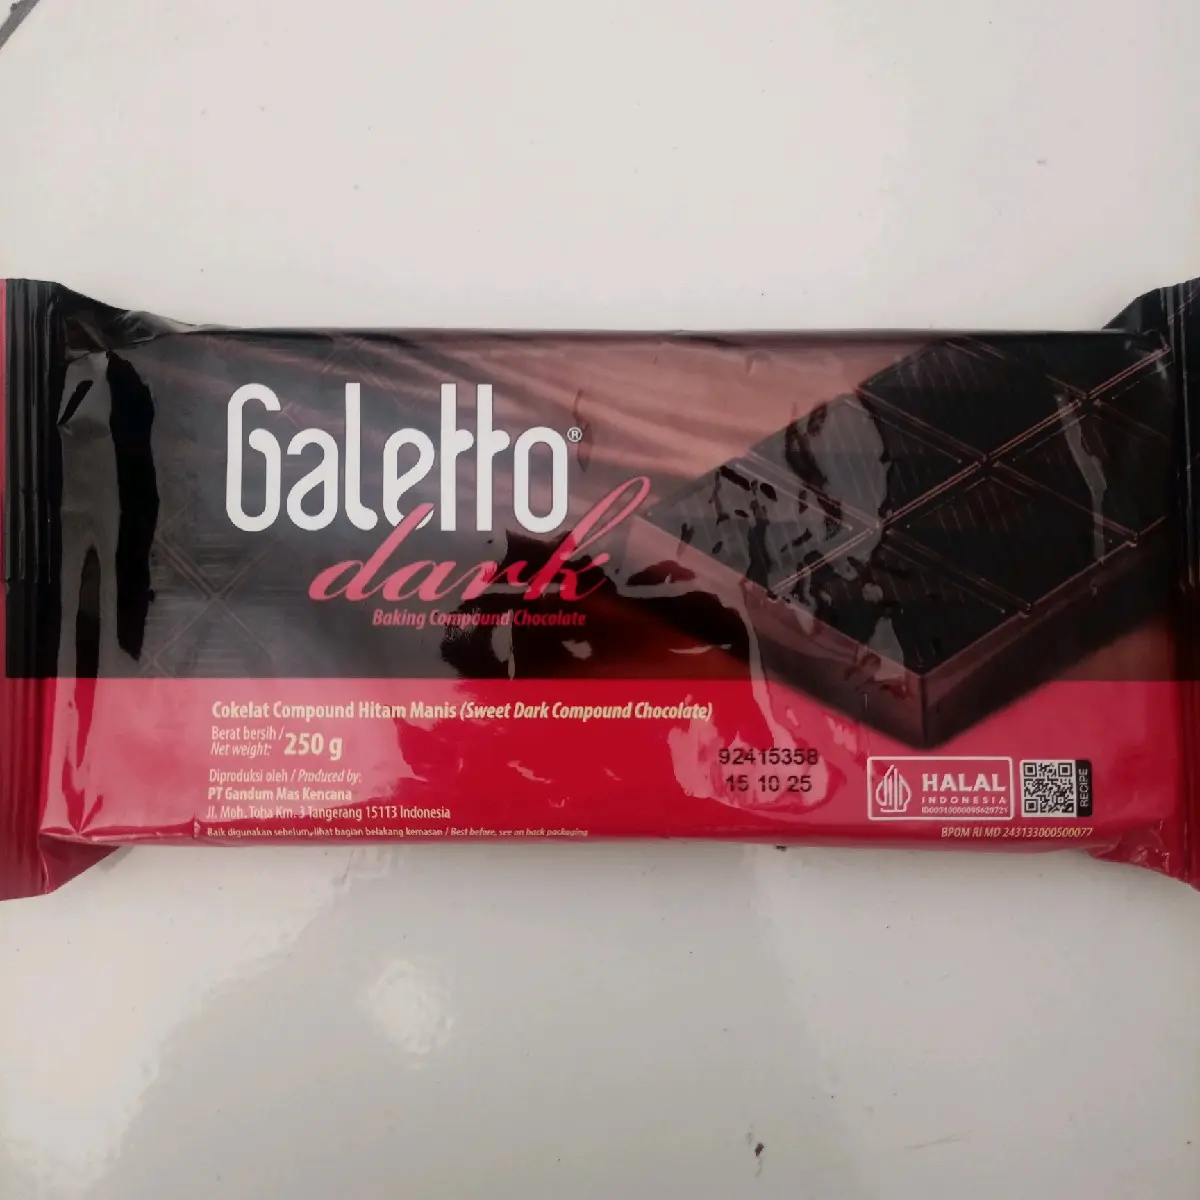 Galetto®
dark
Baking Compound Chocolate
Cokelat Compound Hitam Manis (Sweet Dark Compound Chocolate)
Berat bersih /
Net weight: 250 g
Diproduksi oleh / Produced by:
PT Gandum Mas Kencana
Jl. Moh. Toha Km. 3 Tangerang 15113 Indonesia
Baik digunakan sebelum, lihat bagian belakang kemasan / Best before, see on back packaging
92415358
15 10 25
HALAL
INDONESIA
RECIPE
BPOM RI MD 243133000500077